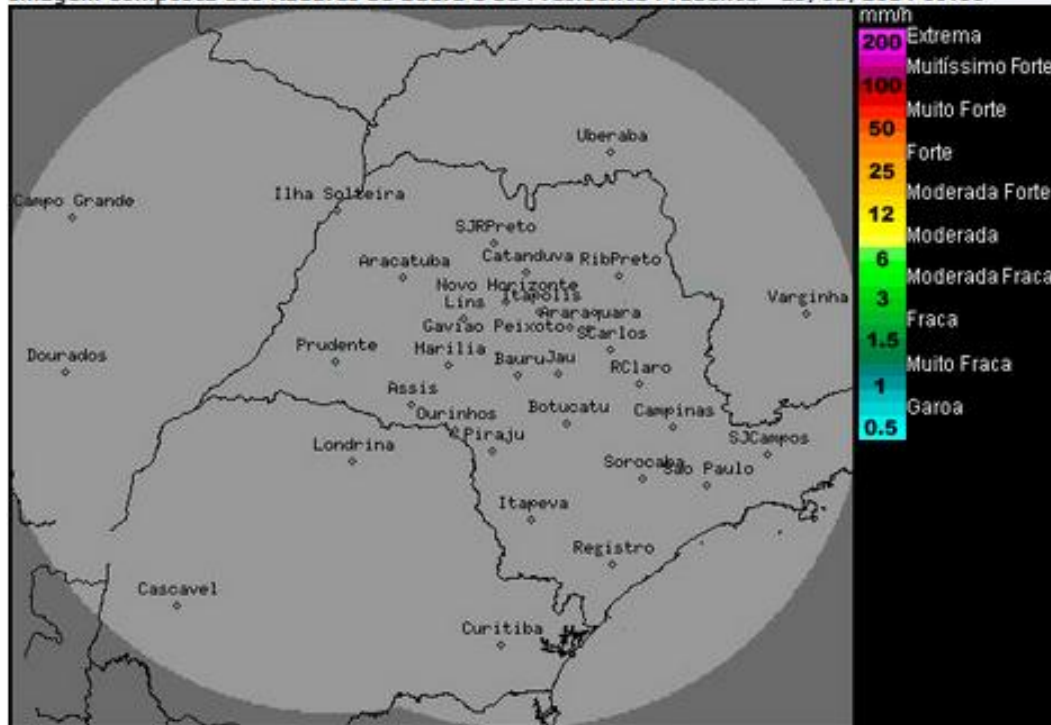 mm/h
200 Extrema
Muitíssimo Forte
100
Muito Forte
50
Forte
25
Moderada Forte
12
Moderada
6
Moderada Fraca
3
Fraca
1.5
Muito Fraca
1
Garoa
0.5
Uberaba
Campo Grande
Ilha Solteira
SJRPreto
Aracatuba
Catanduva
RibPreto
Novo Horizonte
Itapolis
Lins
Araraquara
Varginha
Gaviao Peixoto
SCarlos
Dourados
Prudente
Marilia
Bauru
Jau
RClaro
Assis
Ourinhos
Botucatu
Campinas
Piraju
Londrina
SJCampos
Sorocaba
Sao Paulo
Itapeva
Registro
Cascavel
Curitiba